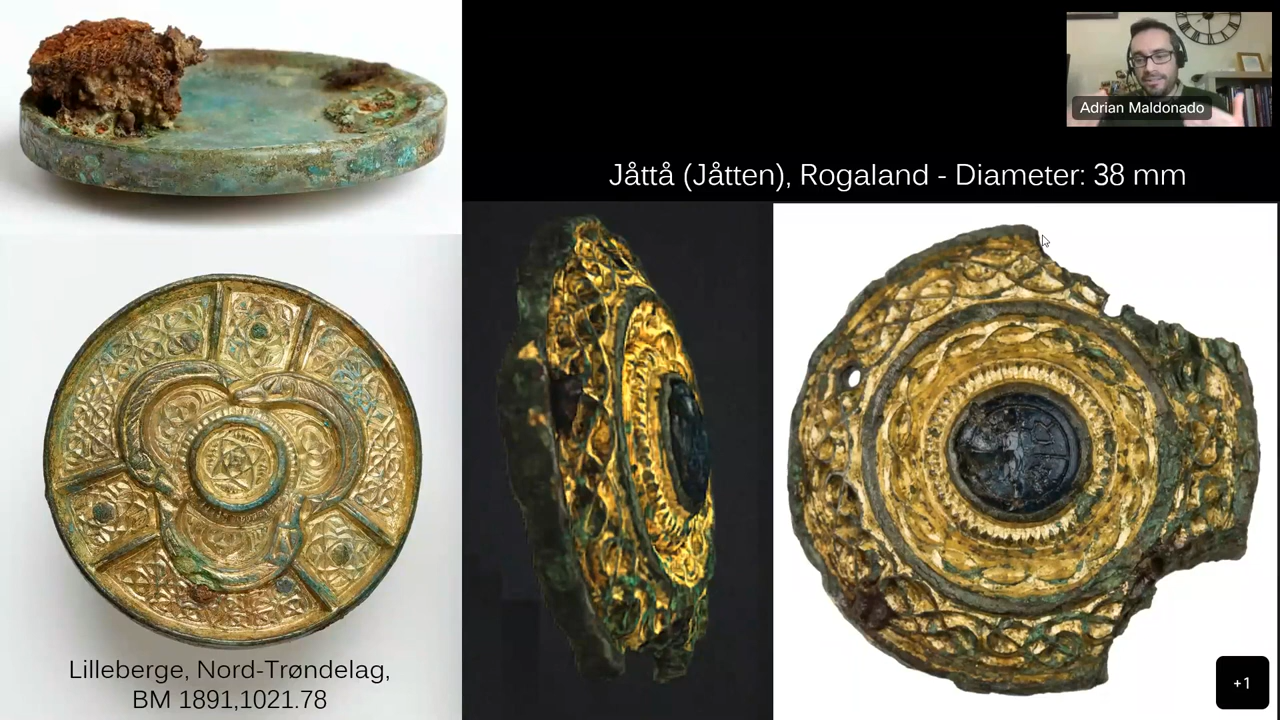 Adrian Maldonado
Jåttå (Jåtten), Rogaland - Diameter: 38 mm
Lilleberge, Nord-Trøndelag,
BM 1891,1021.78
+1